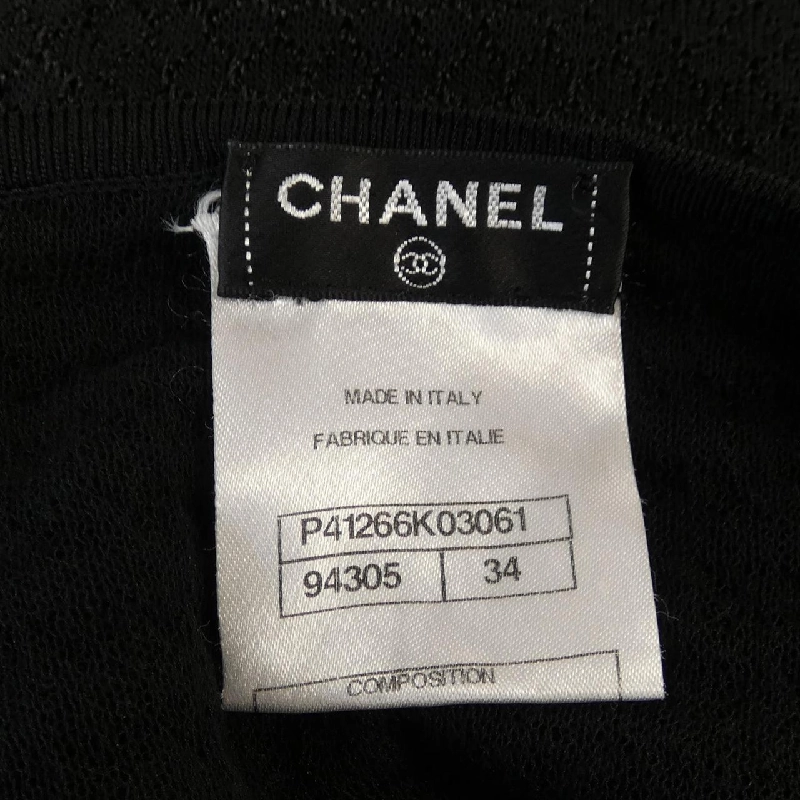 CHANEL
MADE IN ITALY
FABRIQUE EN ITALIE
P41266K03061
94305 34
COMPOSITION